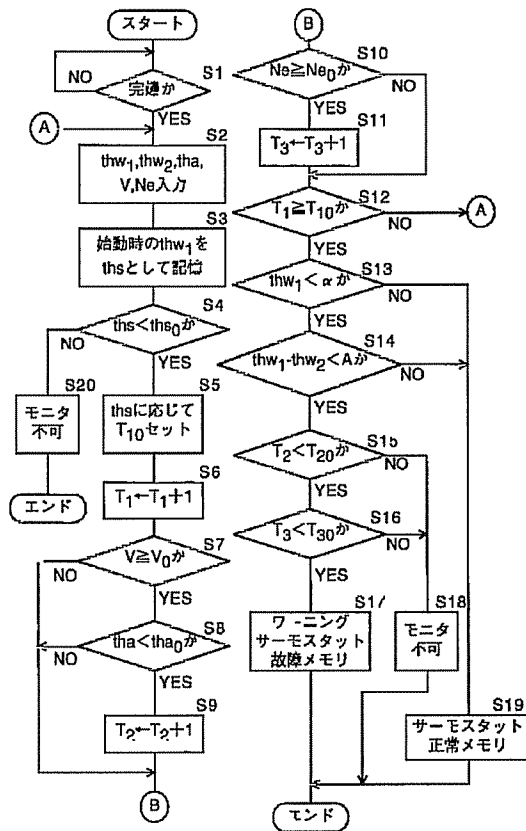 スタート
S1
完爆か
NO
YES
A
S2
thw1,thw2,tha,
V,Ne入力
S3
始動時のthw1を
thsとして記憶
S4
ths<ths0か
NO
YES
S20
モニタ
不可
エンド
S5
thsに応じて
T10セット
S6
T1←T1+1
S7
V≧V0か
NO
YES
S8
tha<tha0か
NO
YES
S9
T2←T2+1
B
B
S10
Ne≧Ne0か
NO
YES
S11
T3←T3+1
S12
T1≧T10か
NO
A
YES
S13
thw1<αか
NO
YES
S14
thw1-thw2<Aか
NO
YES
S15
T2<T20か
NO
YES
S16
T3<T30か
NO
YES
S17
ワーニング
サーモスタット
故障メモリ
S18
モニタ
不可
S19
サーモスタット
正常メモリ
エンド